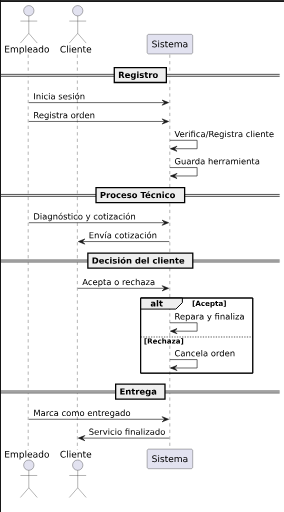 Empleado Cliente Sistema
Registro
Inicia sesión
Registra orden
Verifica/Registra cliente
Guarda herramienta
Proceso Técnico
Diagnóstico y cotización
Envía cotización
Decisión del cliente
Acepta o rechaza
alt [Acepta]
Repara y finaliza
[Rechaza]
Cancela orden
Entrega
Marca como entregado
Servicio finalizado
Empleado Cliente Sistema